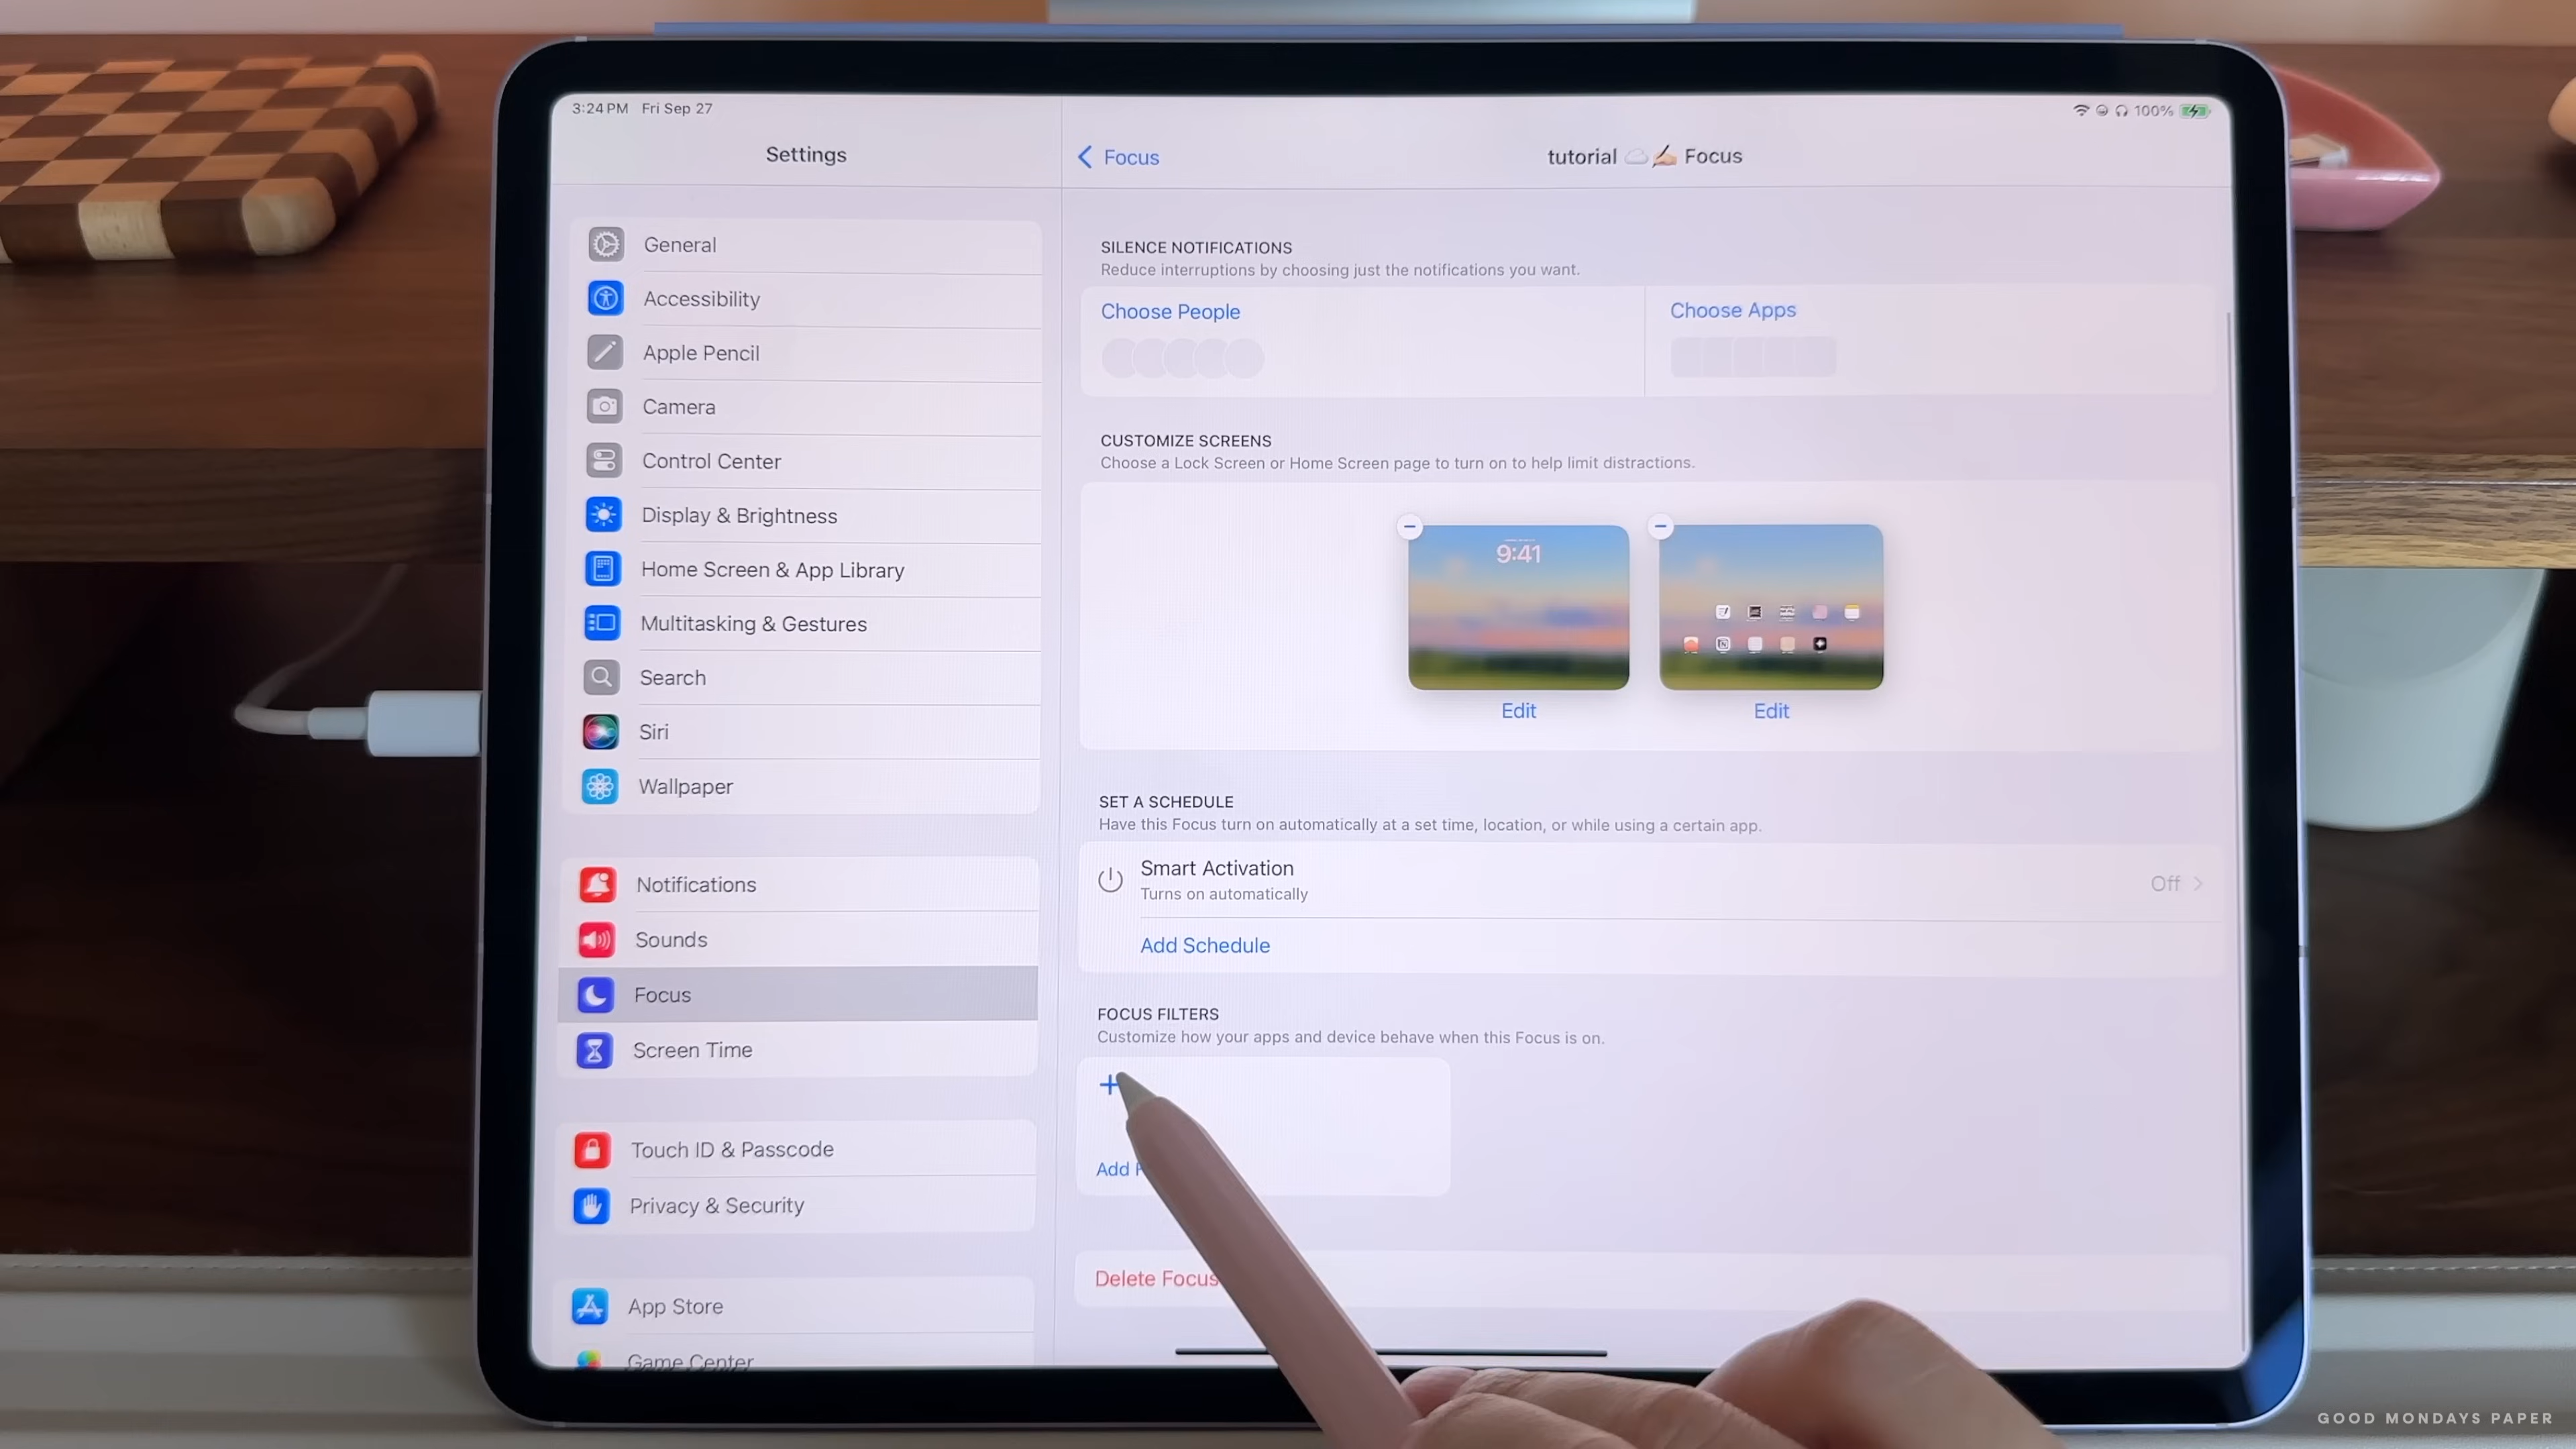 3:24 PM Fri Sep 27
100%
Settings
General
Accessibility
Apple Pencil
Camera
Control Center
Display & Brightness
Home Screen & App Library
Multitasking & Gestures
Search
Siri
Wallpaper
Notifications
Sounds
Focus
Screen Time
Touch ID & Passcode
Privacy & Security
App Store
Game Center
Focus
tutorial ☁️✍🏻 Focus
SILENCE NOTIFICATIONS
Reduce interruptions by choosing just the notifications you want.
Choose People
Choose Apps
CUSTOMIZE SCREENS
Choose a Lock Screen or Home Screen page to turn on to help limit distractions.
9:41
Edit
Edit
SET A SCHEDULE
Have this Focus turn on automatically at a set time, location, or while using a certain app.
Smart Activation
Turns on automatically
Off
Add Schedule
FOCUS FILTERS
Customize how your apps and device behave when this Focus is on.
Add
Delete Focus
GOOD MONDAYS PAPER